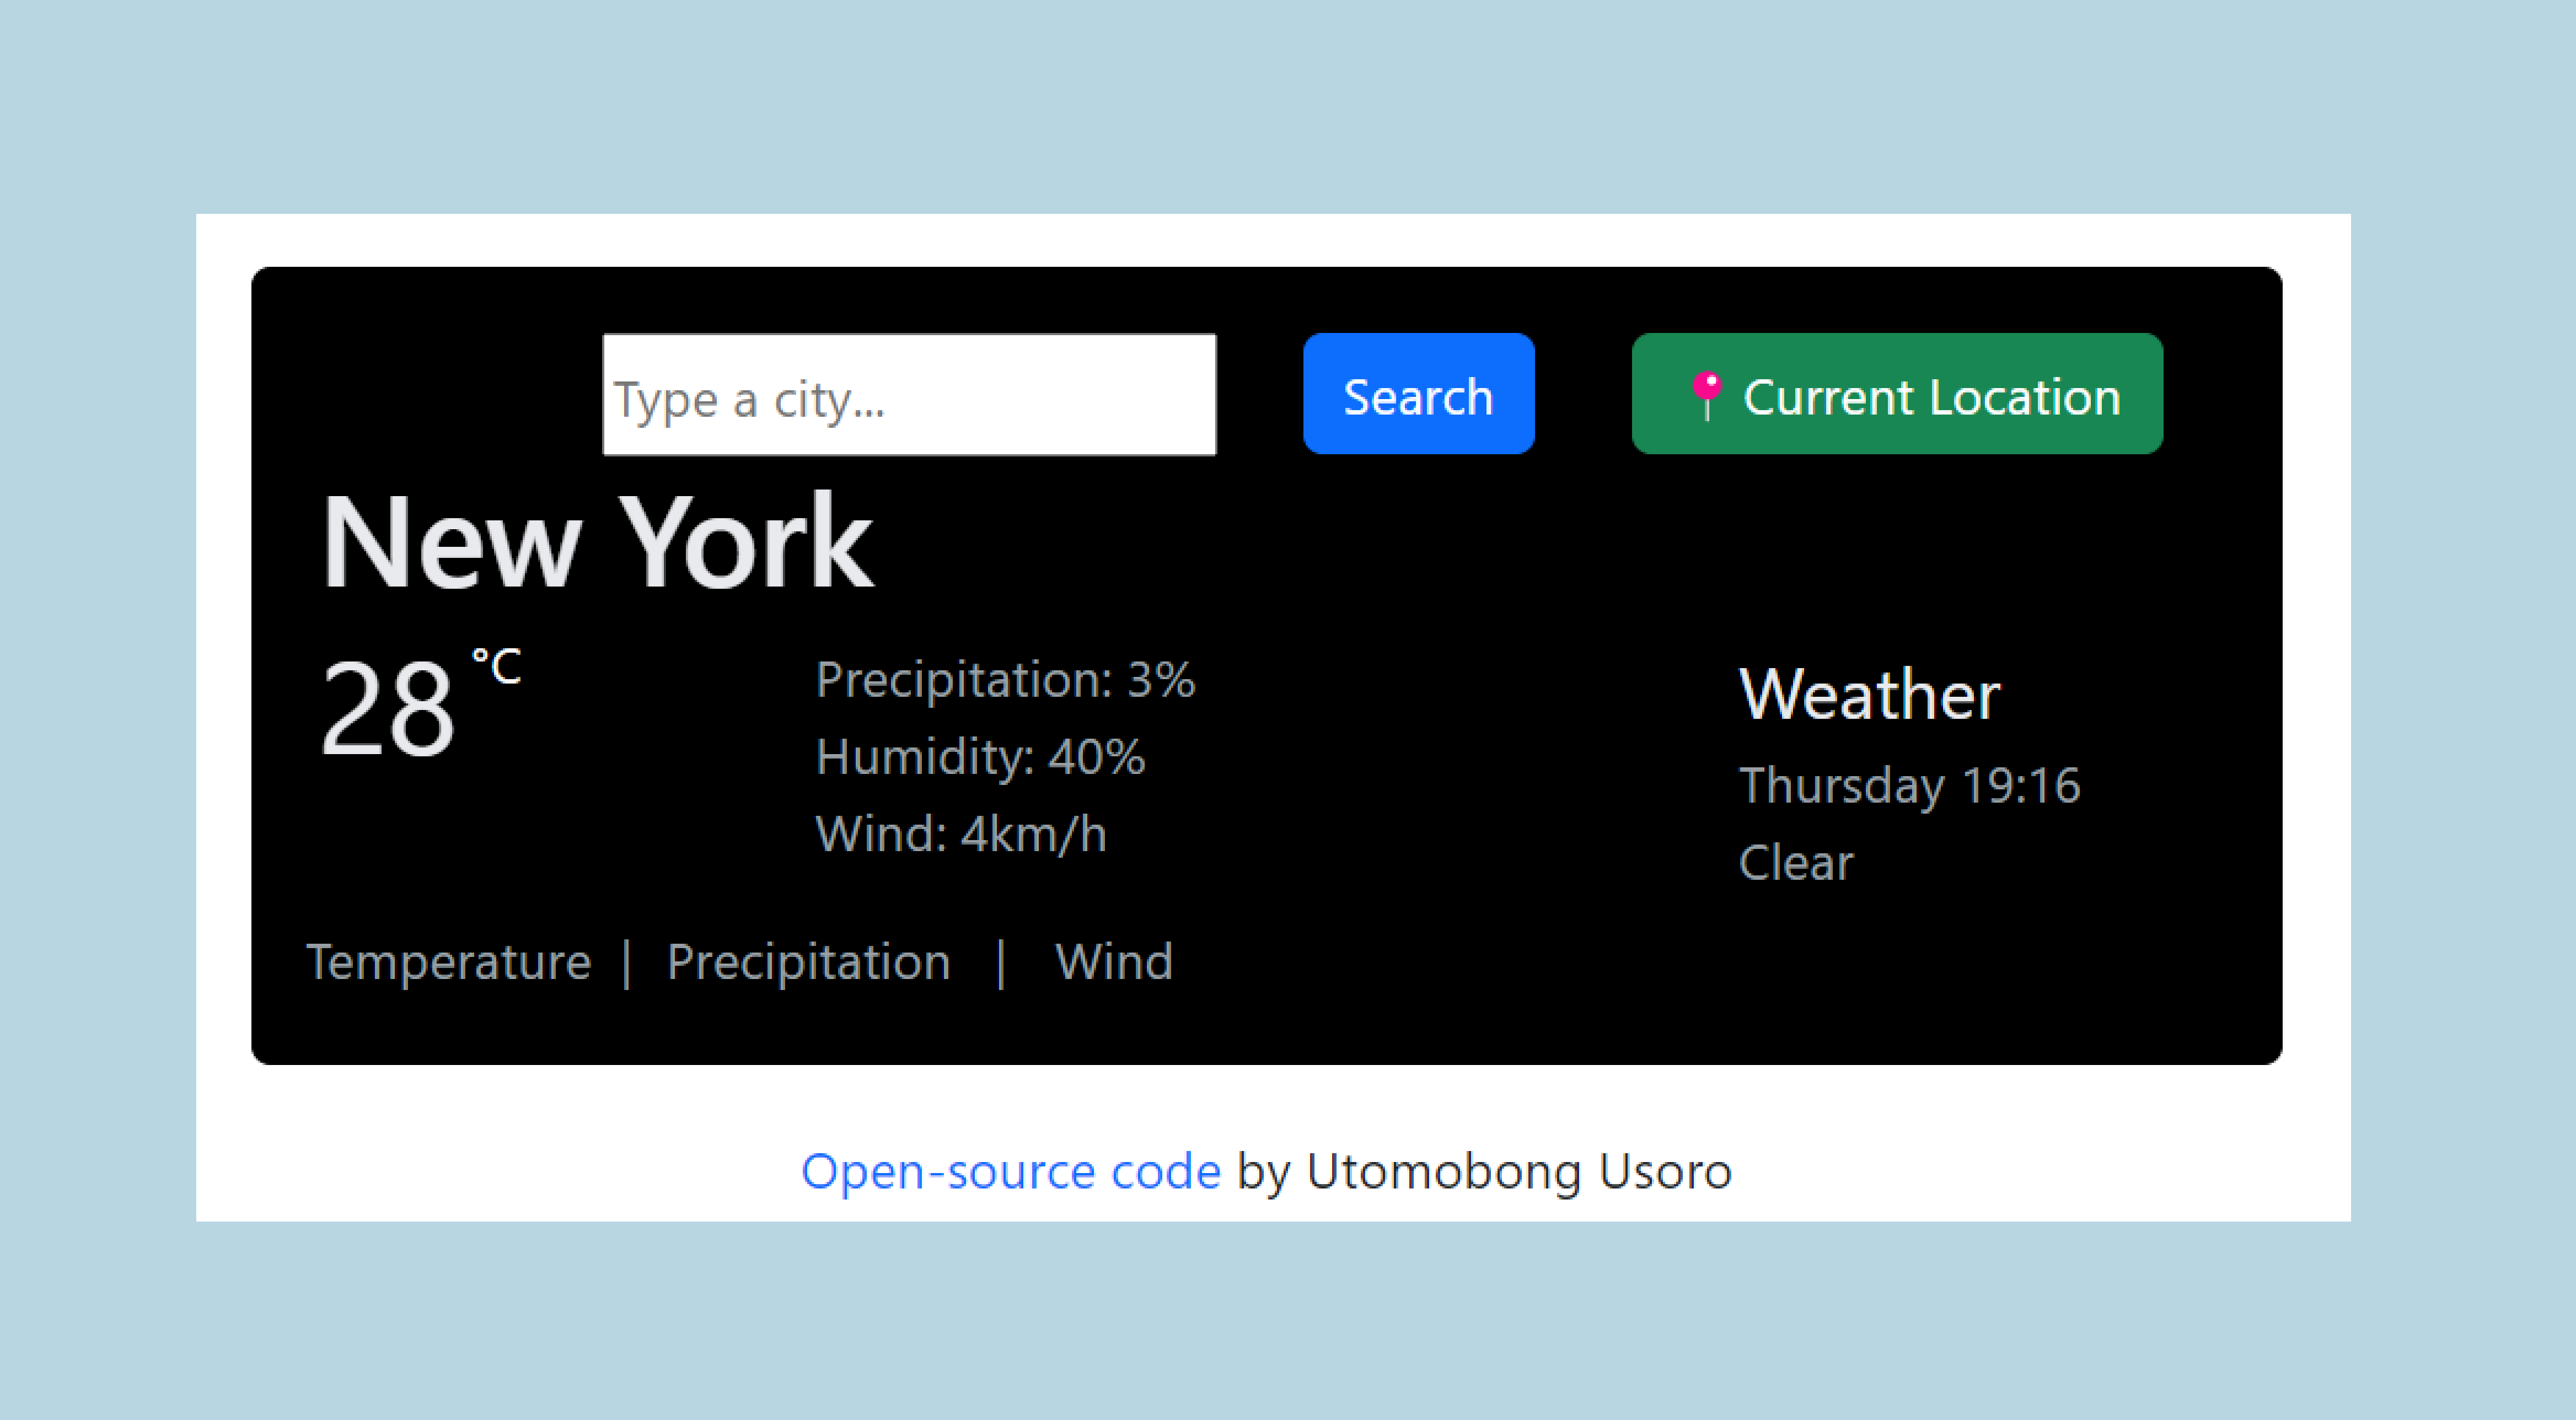 Type a city...
Search
📍 Current Location
New York
28 °C
Precipitation: 3%
Humidity: 40%
Wind: 4km/h
Weather
Thursday 19:16
Clear
Temperature | Precipitation | Wind
Open-source code by Utomobong Usoro